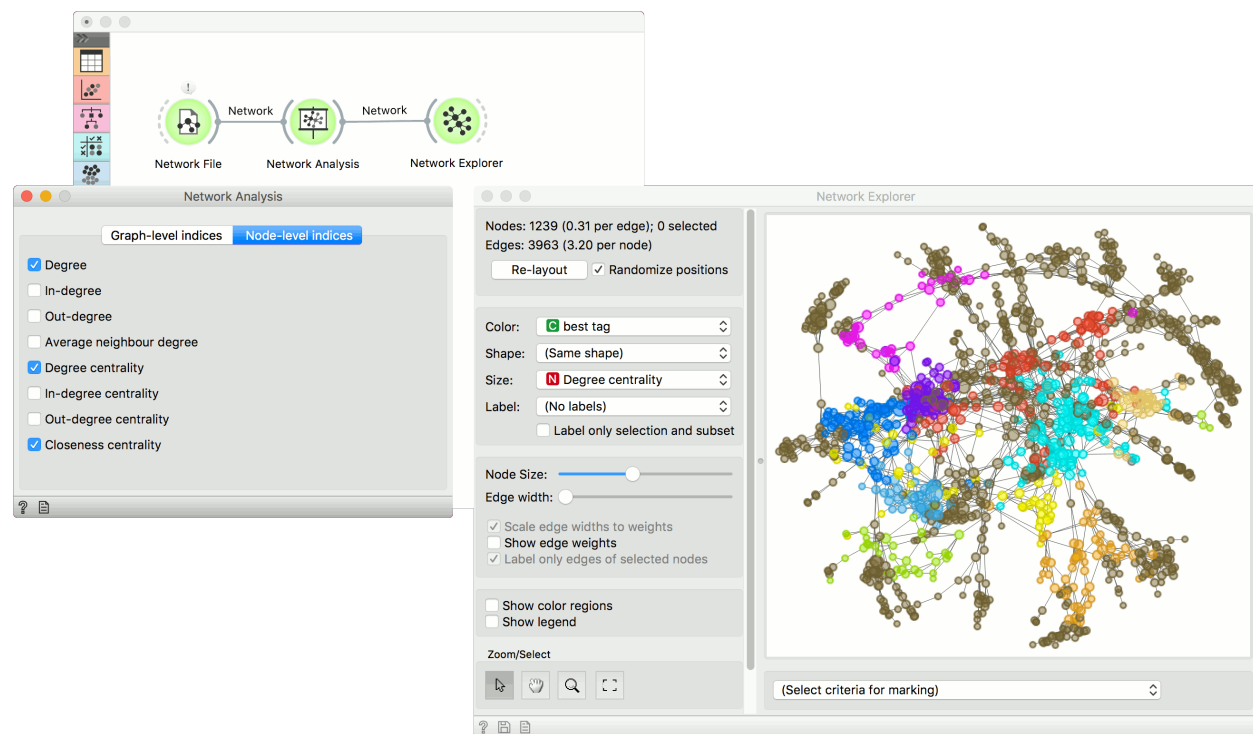 !
Network
Network
Network File
Network Analysis
Network Explorer
Network Analysis
Graph-level indices
Node-level indices
Degree
In-degree
Out-degree
Average neighbour degree
Degree centrality
In-degree centrality
Out-degree centrality
Closeness centrality
?
Network Explorer
Nodes: 1239 (0.31 per edge); 0 selected
Edges: 3963 (3.20 per node)
Re-layout
Randomize positions
Color: C best tag
Shape: (Same shape)
Size: N Degree centrality
Label: (No labels)
Label only selection and subset
Node Size:
Edge width:
Scale edge widths to weights
Show edge weights
Label only edges of selected nodes
Show color regions
Show legend
Zoom/Select
(Select criteria for marking)
?